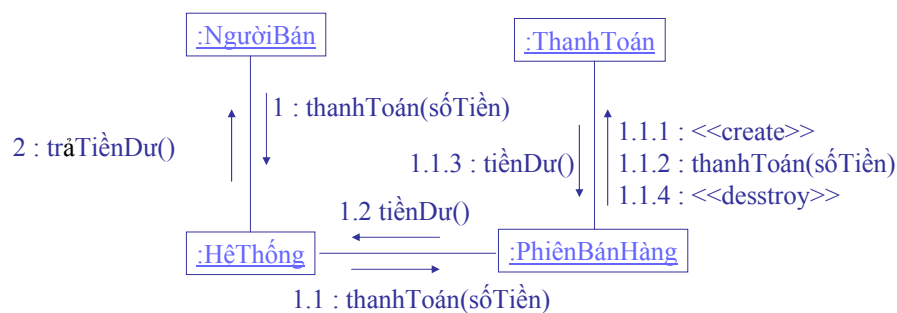 :NgườiBán
:ThanhToán
1 : thanhToán(sốTiền)
2 : trảTiềnDư()
1.1.1 : <<create>>
1.1.3 : tiềnDư()
1.1.2 : thanhToán(sốTiền)
1.1.4 : <<desstroy>>
1.2 tiềnDư()
:HêThống
:PhiênBánHàng
1.1 : thanhToán(sốTiền)